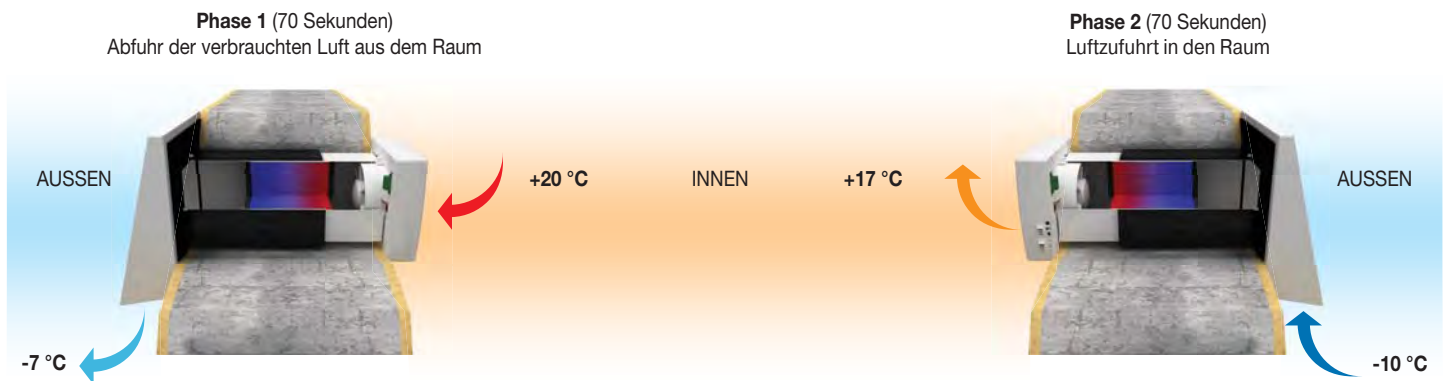 Phase 1 (70 Sekunden)
Abfuhr der verbrauchten Luft aus dem Raum
Phase 2 (70 Sekunden)
Luftzufuhrt in den Raum
AUSSEN
+20 °C
INNEN
+17 °C
AUSSEN
-7 °C
-10 °C